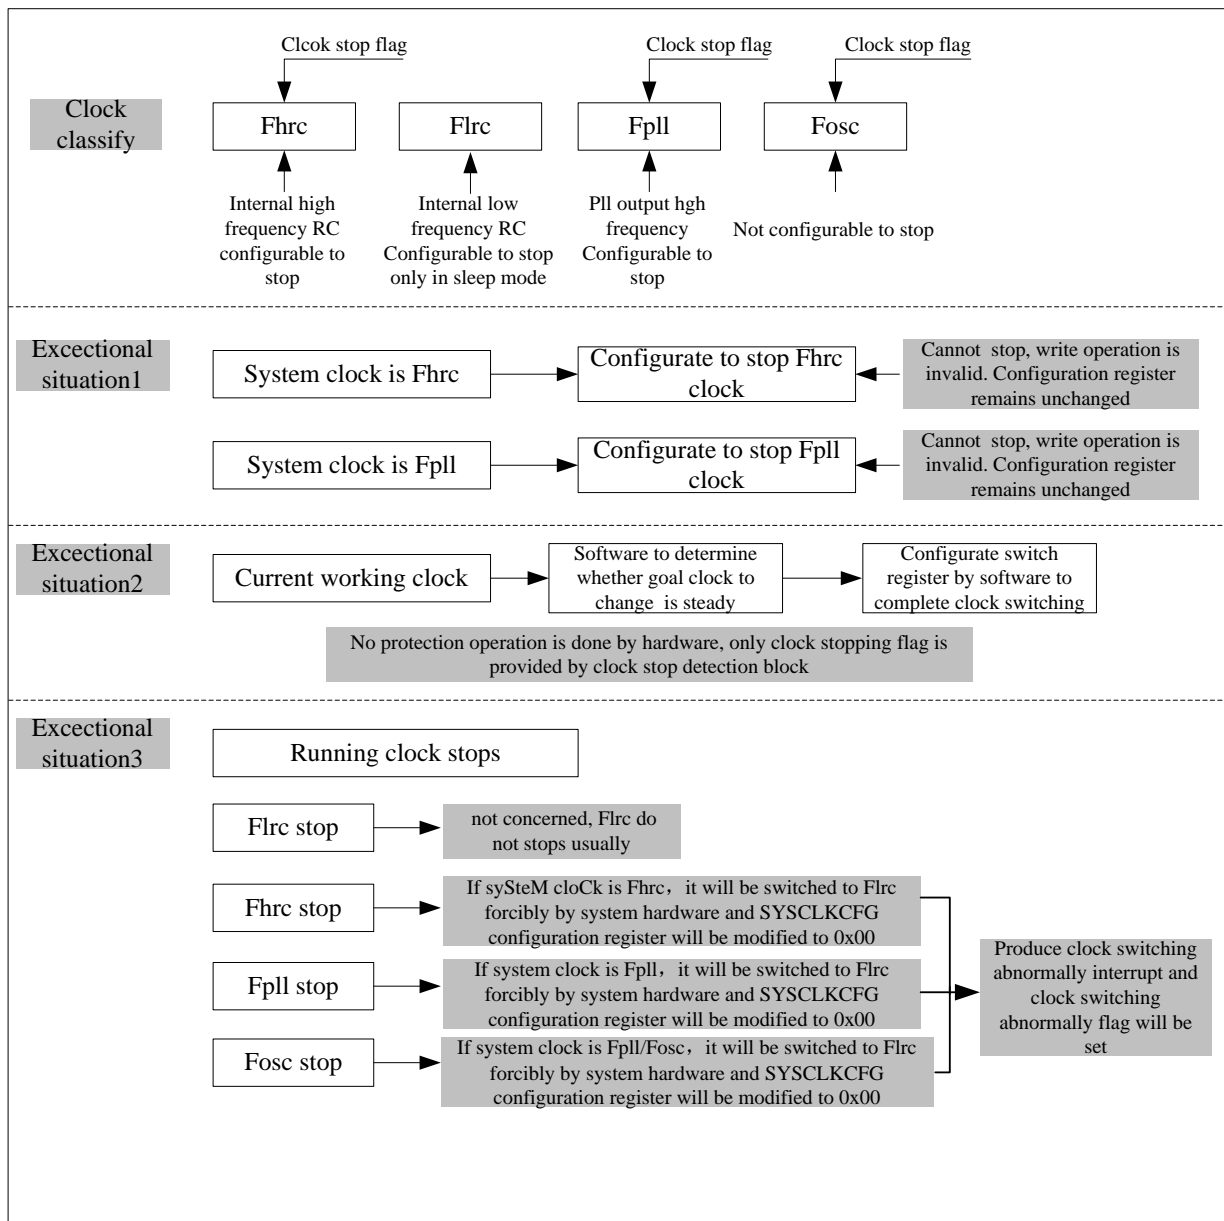 Clcok stop flag
Clock stop flag
Clock stop flag
Clock
classify
Fhrc
Flrc
Fpll
Fosc
Internal high
frequency RC
configurable to
stop
Internal low
frequency RC
Configurable to stop
only in sleep mode
Pll output hgh
frequency
Configurable to
stop
Not configurable to stop
Excectional
situation1
System clock is Fhrc
Configurate to stop Fhrc
clock
Cannot stop, write operation is
invalid. Configuration register
remains unchanged
System clock is Fpll
Configurate to stop Fpll
clock
Cannot stop, write operation is
invalid. Configuration register
remains unchanged
Excectional
situation2
Current working clock
Software to determine
whether goal clock to
change is steady
Configurate switch
register by software to
complete clock switching
No protection operation is done by hardware, only clock stopping flag is
provided by clock stop detection block
Excectional
situation3
Running clock stops
Flrc stop
not concerned, Flrc do
not stops usually
Fhrc stop
If sySteM cloCk is Fhrc，it will be switched to Flrc
forcibly by system hardware and SYSCLKCFG
configuration register will be modified to 0x00
Fpll stop
If system clock is Fpll，it will be switched to Flrc
forcibly by system hardware and SYSCLKCFG
configuration register will be modified to 0x00
Fosc stop
If system clock is Fpll/Fosc，it will be switched to Flrc
forcibly by system hardware and SYSCLKCFG
configuration register will be modified to 0x00
Produce clock switching
abnormally interrupt and
clock switching
abnormally flag will be
set